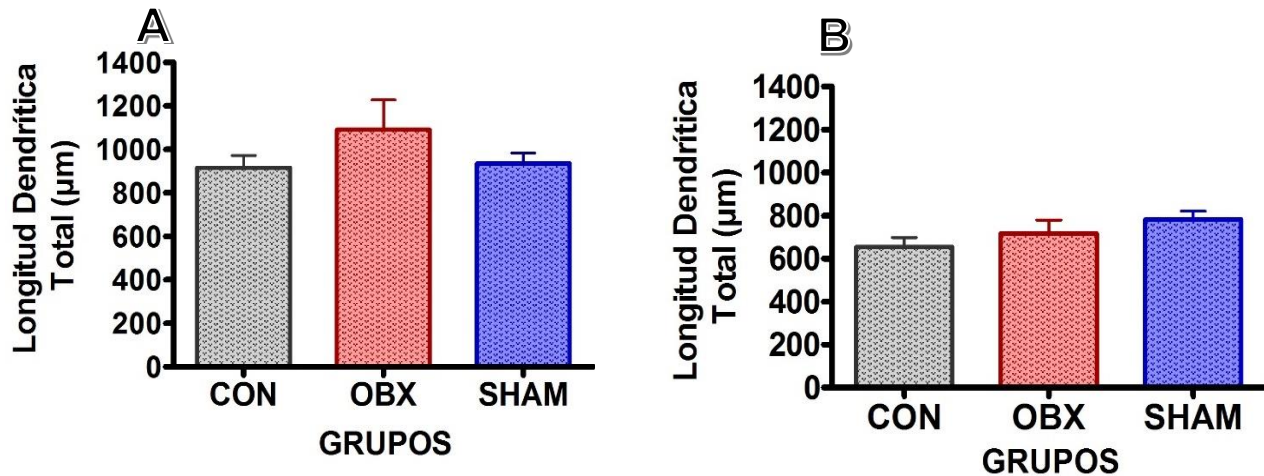 A
Longitud Dendrítica
Total (µm)
1400
1200
1000
800
600
400
200
0
CON OBX SHAM
GRUPOS
B
Longitud Dendrítica
Total (µm)
1400
1200
1000
800
600
400
200
0
CON OBX SHAM
GRUPOS